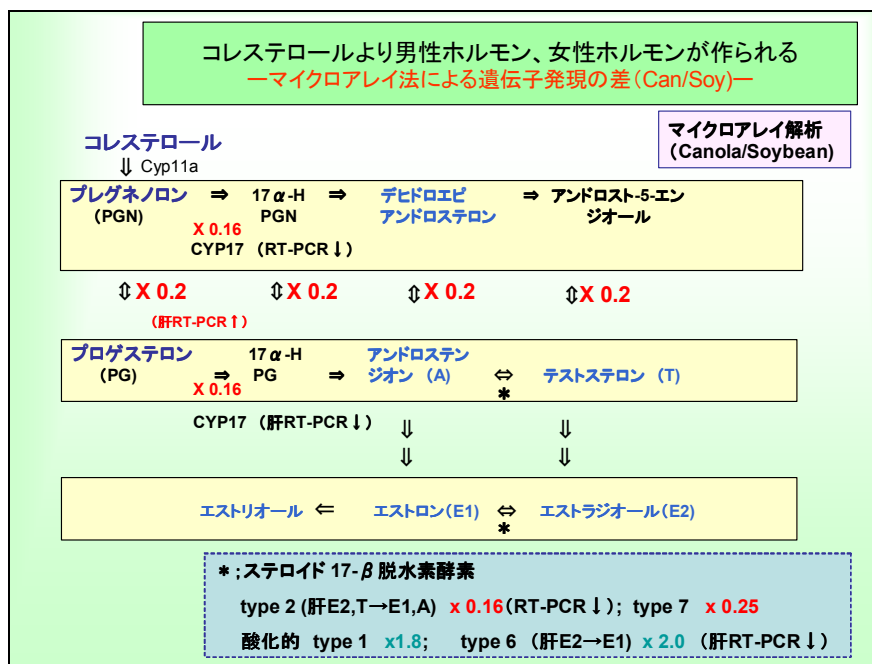 コレステロールより男性ホルモン、女性ホルモンが作られる
ーマイクロアレイ法による遺伝子発現の差(Can/Soy)ー
マイクロアレイ解析
(Canola/Soybean)
コレステロール
⇓ Cyp11a
プレグネノロン ⇒ 17α-H ⇒ デヒドロエピ ⇒ アンドロスト-5-エン
(PGN) PGN アンドロステロン ジオール
X 0.16
CYP17 (RT-PCR↓)
⇕X 0.2 ⇕X 0.2 ⇕X 0.2 ⇕X 0.2
(肝RT-PCR↑)
プロゲステロン 17α-H アンドロステン
(PG) ⇒ PG ⇒ ジオン (A) ⇔ テストステロン (T)
X 0.16 *
CYP17 (肝RT-PCR↓) ⇓ ⇓
⇓ ⇓
エストリオール ⇐ エストロン(E1) ⇔ エストラジオール(E2)
*
*;ステロイド 17-β 脱水素酵素
type 2 (肝E2,T→E1,A) x 0.16(RT-PCR↓); type 7 x 0.25
酸化的 type 1 x1.8; type 6 (肝E2→E1) x 2.0 (肝RT-PCR↓)